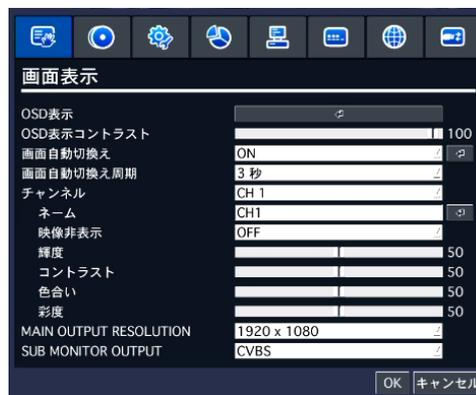 画面表示
OSD表示
OSD表示コントラスト 100
画面自動切換え ON
画面自動切換え周期 3 秒
チャンネル CH 1
ネーム CH1
映像非表示 OFF
輝度 50
コントラスト 50
色合い 50
彩度 50
MAIN OUTPUT RESOLUTION 1920 x 1080
SUB MONITOR OUTPUT CVBS
OK キャンセル